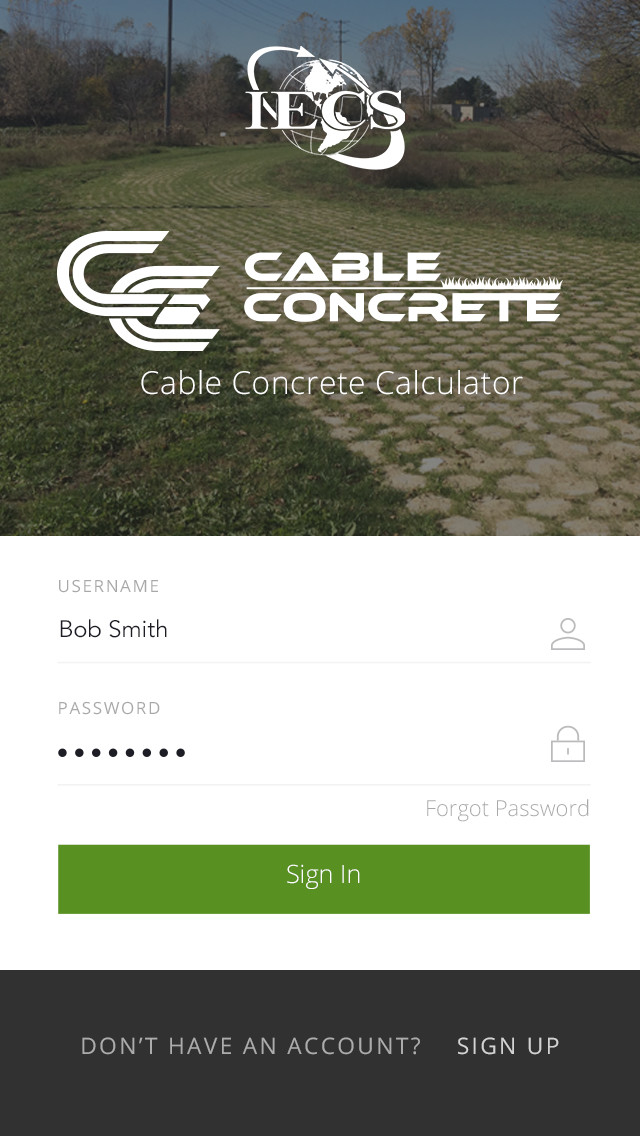 IECS
CABLE
CONCRETE
Cable Concrete Calculator
USERNAME
Bob Smith
PASSWORD
••••••••
Forgot Password
Sign In
DON’T HAVE AN ACCOUNT? SIGN UP